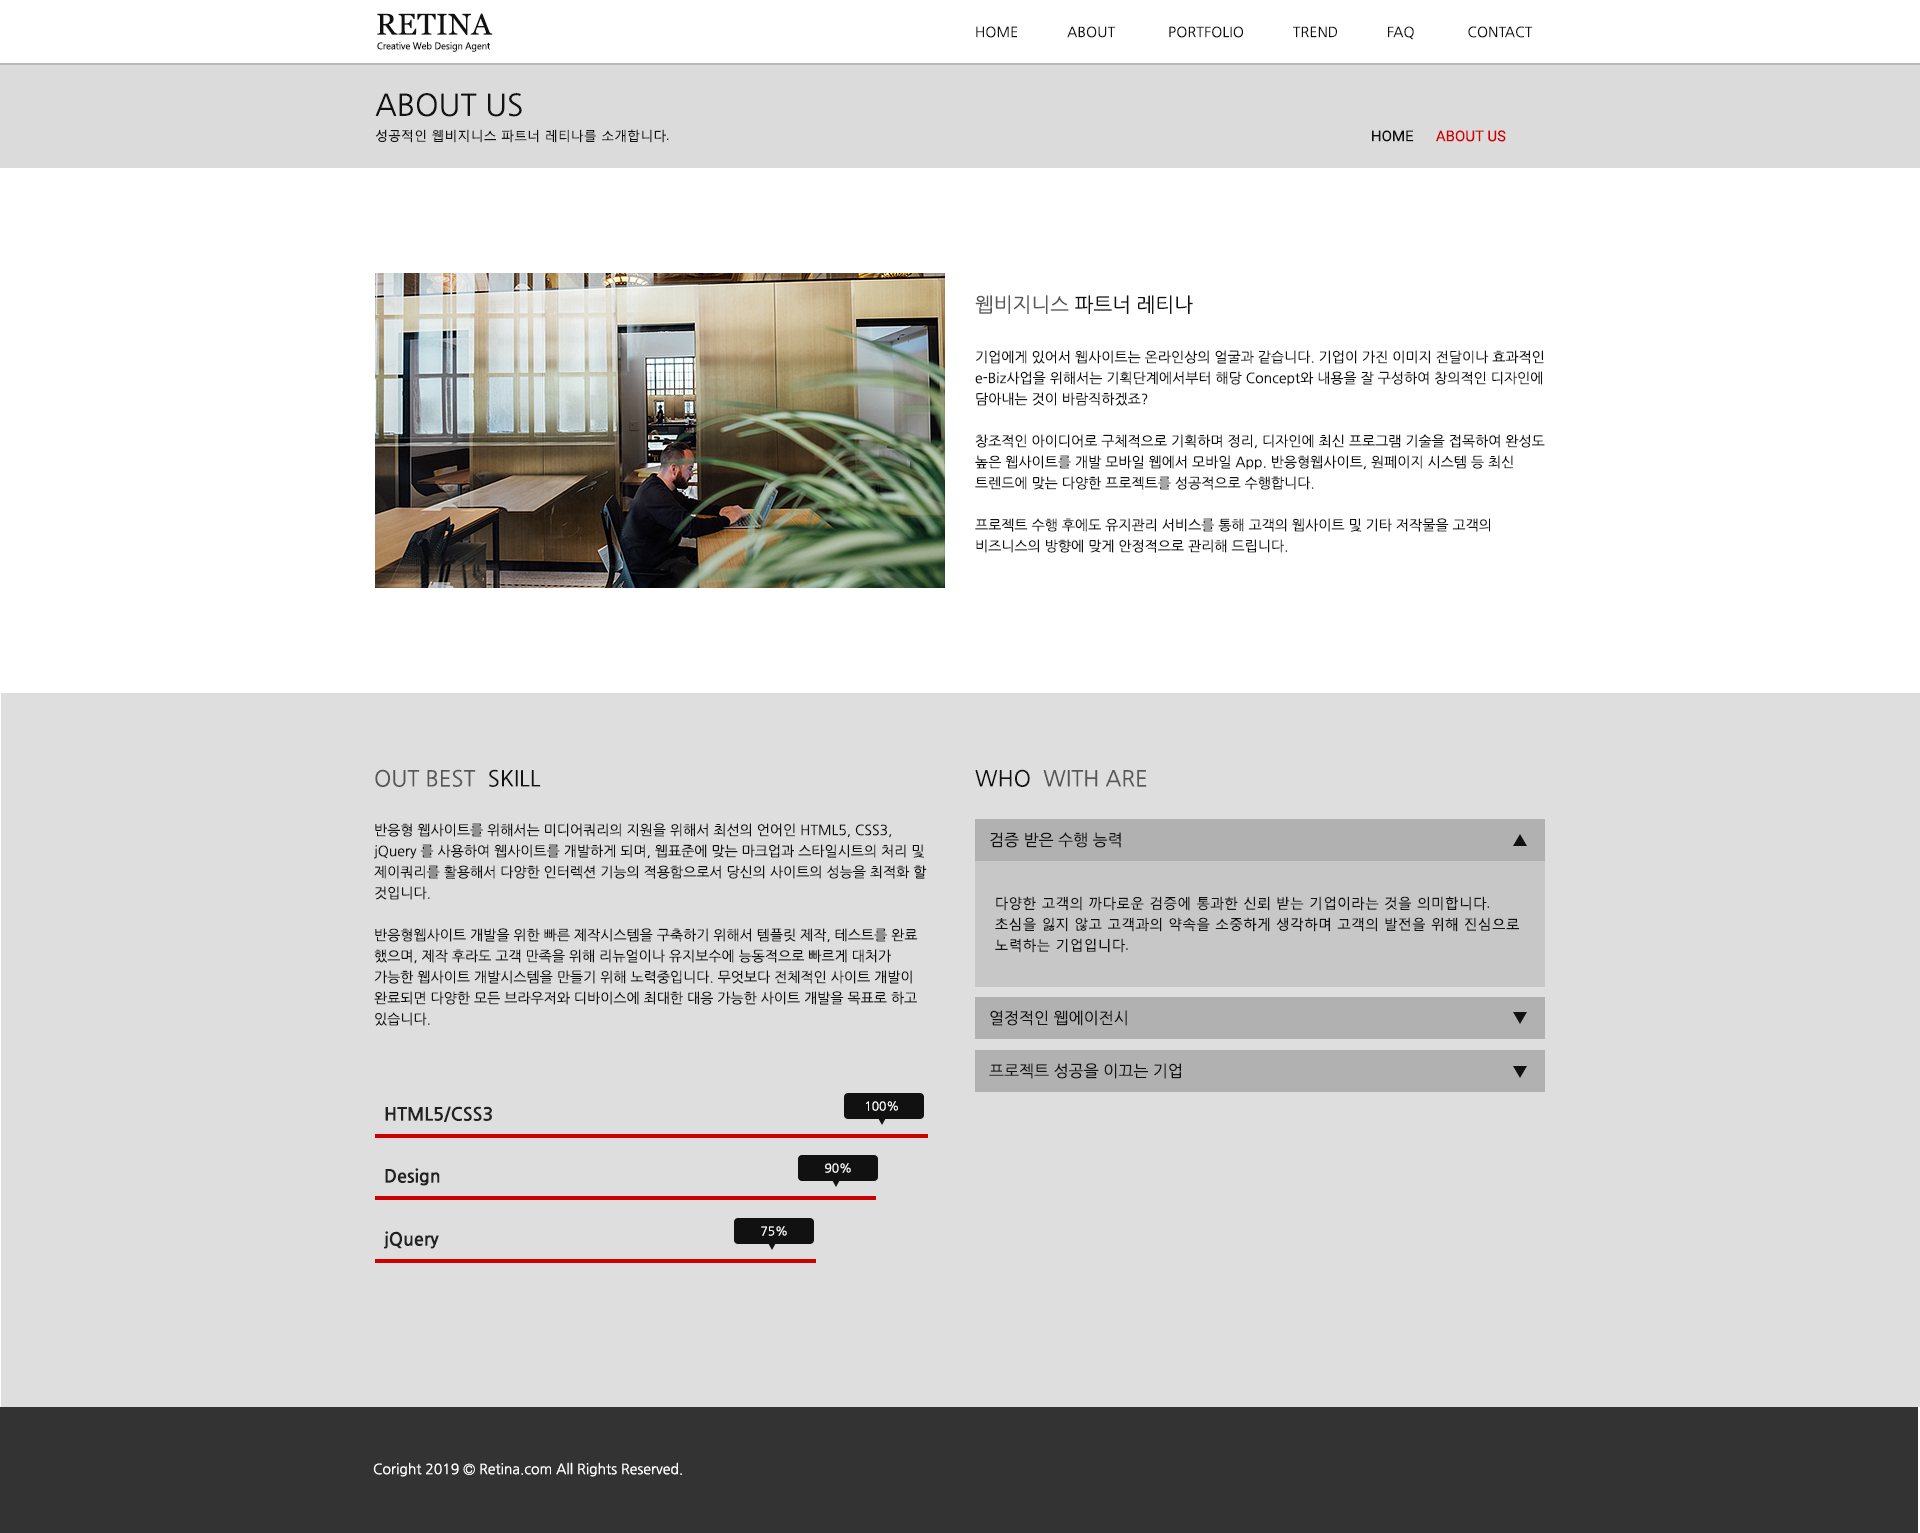 RETINA
Creative Web Design Agent
HOME ABOUT PORTFOLIO TREND FAQ CONTACT
ABOUT US
성공적인 웹비지니스 파트너 레티나를 소개합니다.
HOME ABOUT US
웹비지니스 파트너 레티나
기업에게 있어서 웹사이트는 온라인상의 얼굴과 같습니다. 기업이 가진 이미지 전달이나 효과적인
e-Biz사업을 위해서는 기획단계에서부터 해당 Concept와 내용을 잘 구성하여 창의적인 디자인에
담아내는 것이 바람직하겠죠?
창조적인 아이디어로 구체적으로 기획하며 정리, 디자인에 최신 프로그램 기술을 접목하여 완성도
높은 웹사이트를 개발 모바일 웹에서 모바일 App. 반응형웹사이트, 원페이지 시스템 등 최신
트렌드에 맞는 다양한 프로젝트를 성공적으로 수행합니다.
프로젝트 수행 후에도 유지관리 서비스를 통해 고객의 웹사이트 및 기타 저작물을 고객의
비즈니스의 방향에 맞게 안정적으로 관리해 드립니다.
OUT BEST SKILL
반응형 웹사이트를 위해서는 미디어쿼리의 지원을 위해서 최선의 언어인 HTML5, CSS3,
jQuery 를 사용하여 웹사이트를 개발하게 되며, 웹표준에 맞는 마크업과 스타일시트의 처리 및
제이쿼리를 활용해서 다양한 인터렉션 기능의 적용함으로서 당신의 사이트의 성능을 최적화 할
것입니다.
반응형웹사이트 개발을 위한 빠른 제작시스템을 구축하기 위해서 템플릿 제작, 테스트를 완료
했으며, 제작 후라도 고객 만족을 위해 리뉴얼이나 유지보수에 능동적으로 빠르게 대처가
가능한 웹사이트 개발시스템을 만들기 위해 노력중입니다. 무엇보다 전체적인 사이트 개발이
완료되면 다양한 모든 브라우저와 디바이스에 최대한 대응 가능한 사이트 개발을 목표로 하고
있습니다.
HTML5/CSS3 100%
Design 90%
jQuery 75%
WHO WITH ARE
검증 받은 수행 능력 ▲
다양한 고객의 까다로운 검증에 통과한 신뢰 받는 기업이라는 것을 의미합니다.
초심을 잃지 않고 고객과의 약속을 소중하게 생각하며 고객의 발전을 위해 진심으로
노력하는 기업입니다.
열정적인 웹에이전시 ▼
프로젝트 성공을 이끄는 기업 ▼
Coright 2019 © Retina.com All Rights Reserved.